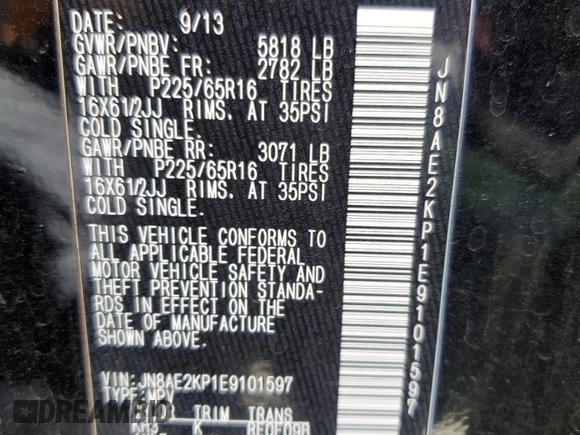 DATE: 9/13
GVWR/PNBV: 5818 LB
GAWR/PNBE FR: 2782 LB
WITH P225/65R16 TIRES
16X61/2JJ RIMS. AT 35PSI
COLD SINGLE.
GAWR/PNBE RR: 3071 LB
WITH P225/65R16 TIRES
16X61/2JJ RIMS. AT 35PSI
COLD SINGLE.
THIS VEHICLE CONFORMS TO
ALL APPLICABLE FEDERAL
MOTOR VEHICLE SAFETY AND
THEFT PREVENTION STANDA-
RDS IN EFFECT ON THE
DATE OF MANUFACTURE
SHOWN ABOVE.
VIN: JN8AE2KP1E9101597
TYPE: MPV
TRIM TRANS
K RE0F09B
JN8AE2KP1E9101597
DREAMBID